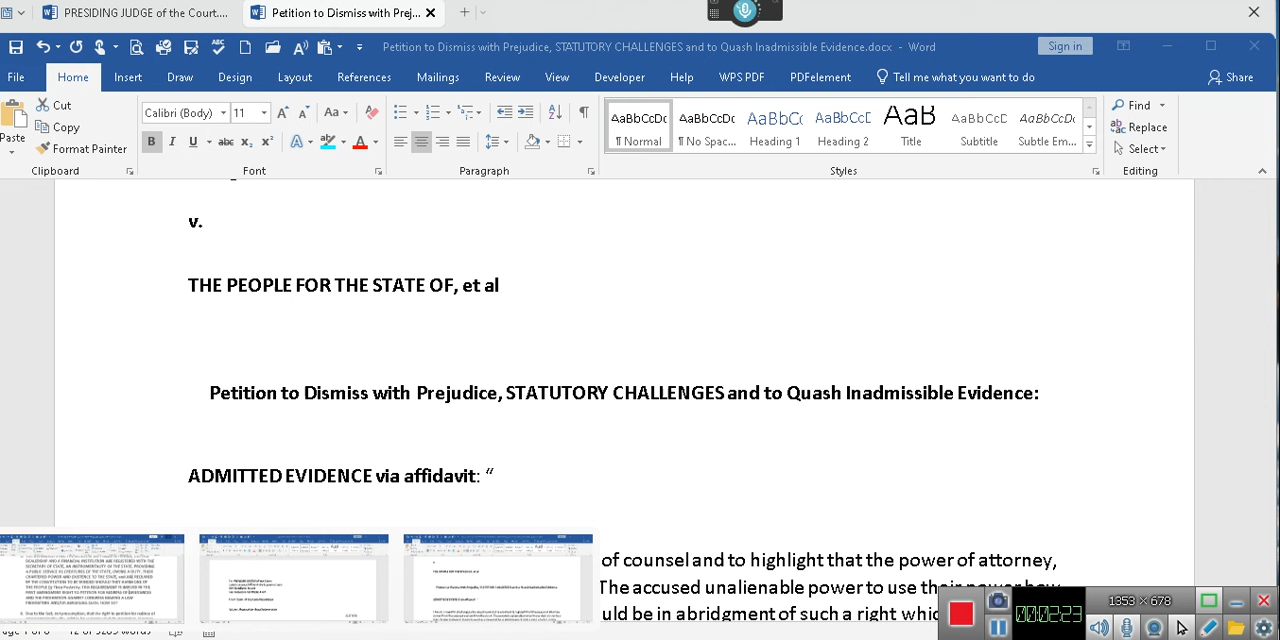 PRESIDING JUDGE of the Court....
Petition to Dismiss with Prej...
Petition to Dismiss with Prejudice, STATUTORY CHALLENGES and to Quash Inadmissible Evidence.docx - Word
Sign in
File Home Insert Draw Design Layout References Mailings Review View Developer Help WPS PDF PDFelement Tell me what you want to do Share
Paste
Cut
Copy
Format Painter
Clipboard
Calibri (Body) 11
Font
Paragraph
AaBbCcDc AaBbCcDc AaBbCc AaBbCcD AaB AaBbCcD AaBbCcDc
¶ Normal ¶ No Spac... Heading 1 Heading 2 Title Subtitle Subtle Em...
Styles
Find
Replace
Select
Editing
v.
THE PEOPLE FOR THE STATE OF, et al
Petition to Dismiss with Prejudice, STATUTORY CHALLENGES and to Quash Inadmissible Evidence:
ADMITTED EVIDENCE via affidavit: “
of counsel and to highlight that the power of attorney,
The accused unalienable power to use their power
uld be in abridgment of such a right
1353 × 678
00:02:23